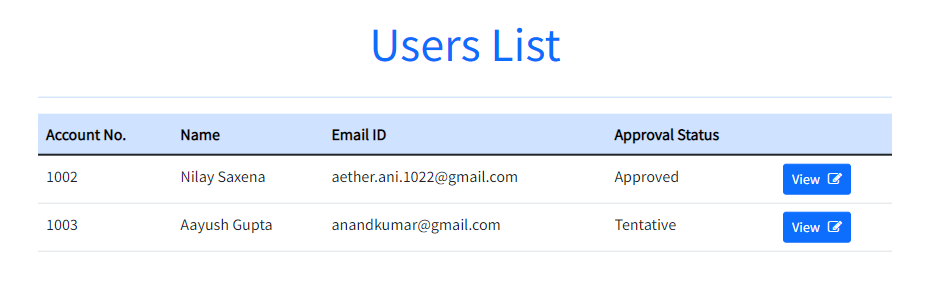 Users List
Account No. Name Email ID Approval Status
1002 Nilay Saxena aether.ani.1022@gmail.com Approved View
1003 Aayush Gupta anandkumar@gmail.com Tentative View